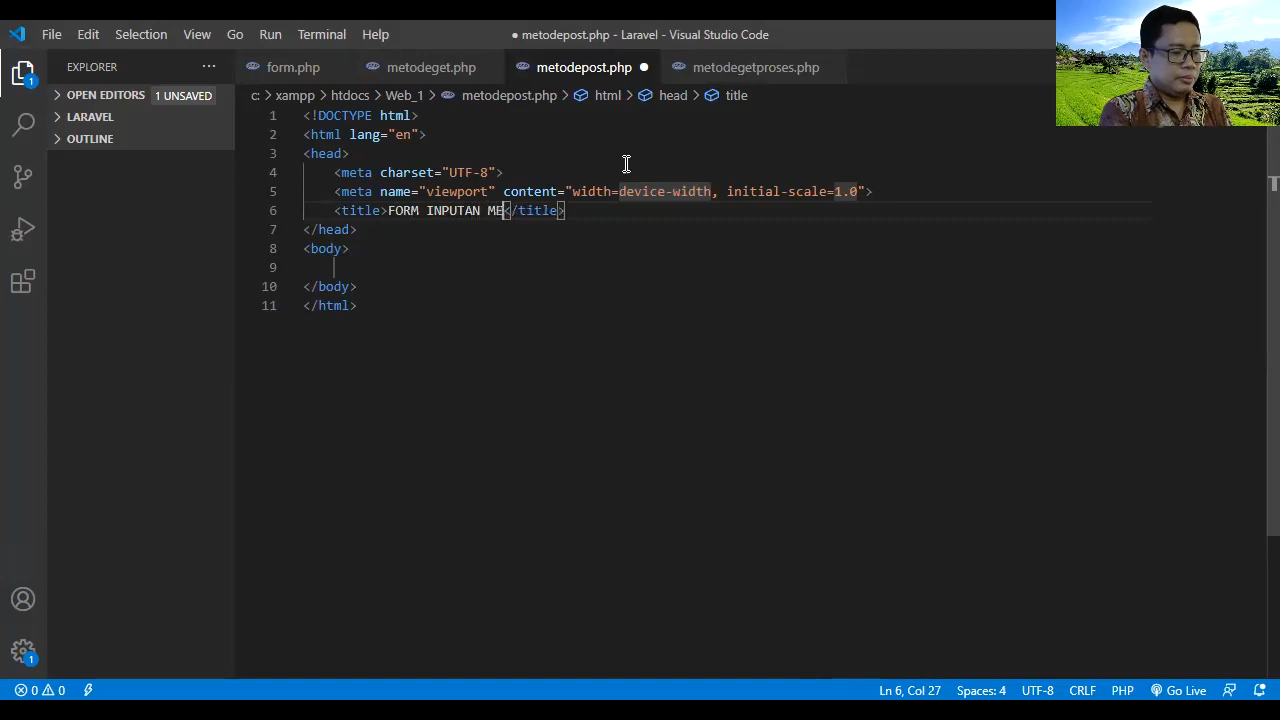 File Edit Selection View Go Run Terminal Help
● metodepost.php - Laravel - Visual Studio Code
EXPLORER ...
OPEN EDITORS 1 UNSAVED
LARAVEL
OUTLINE
form.php metodeget.php metodepost.php ● metodegetproses.php
c: > xampp > htdocs > Web_1 > metodepost.php > html > head > title
1 <!DOCTYPE html>
2 <html lang="en">
3 <head>
4 <meta charset="UTF-8">
5 <meta name="viewport" content="width=device-width, initial-scale=1.0">
6 <title>FORM INPUTAN ME</title>
7 </head>
8 <body>
9
10 </body>
11 </html>
1
1
T
0 0 Ln 6, Col 27 Spaces: 4 UTF-8 CRLF PHP Go Live